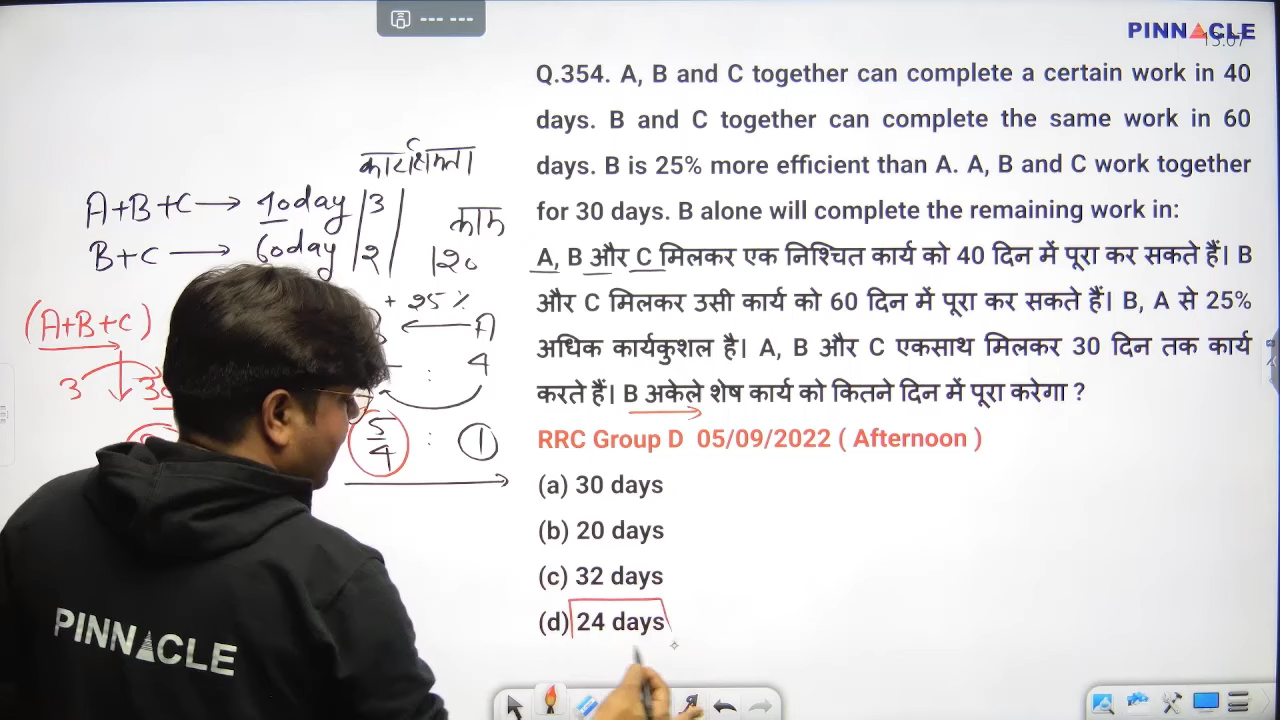 PINNACLE
13:07
Q.354. A, B and C together can complete a certain work in 40
days. B and C together can complete the same work in 60
days. B is 25% more efficient than A. A, B and C work together
for 30 days. B alone will complete the remaining work in:
A, B और C मिलकर एक निश्चित कार्य को 40 दिन में पूरा कर सकते हैं। B
और C मिलकर उसी कार्य को 60 दिन में पूरा कर सकते हैं। B, A से 25%
अधिक कार्यकुशल है। A, B और C एकसाथ मिलकर 30 दिन तक कार्य
करते हैं। B अकेले शेष कार्य को कितने दिन में पूरा करेगा ?
RRC Group D 05/09/2022 ( Afternoon )
(a) 30 days
(b) 20 days
(c) 32 days
(d) 24 days
कार्यक्षमता
A+B+C → 40day | 3 |
B+C → 60day | 2 |
काम
120
+ 25 %
← A
: 4
5/4 : 1
(A+B+C)
3
PINNACLE